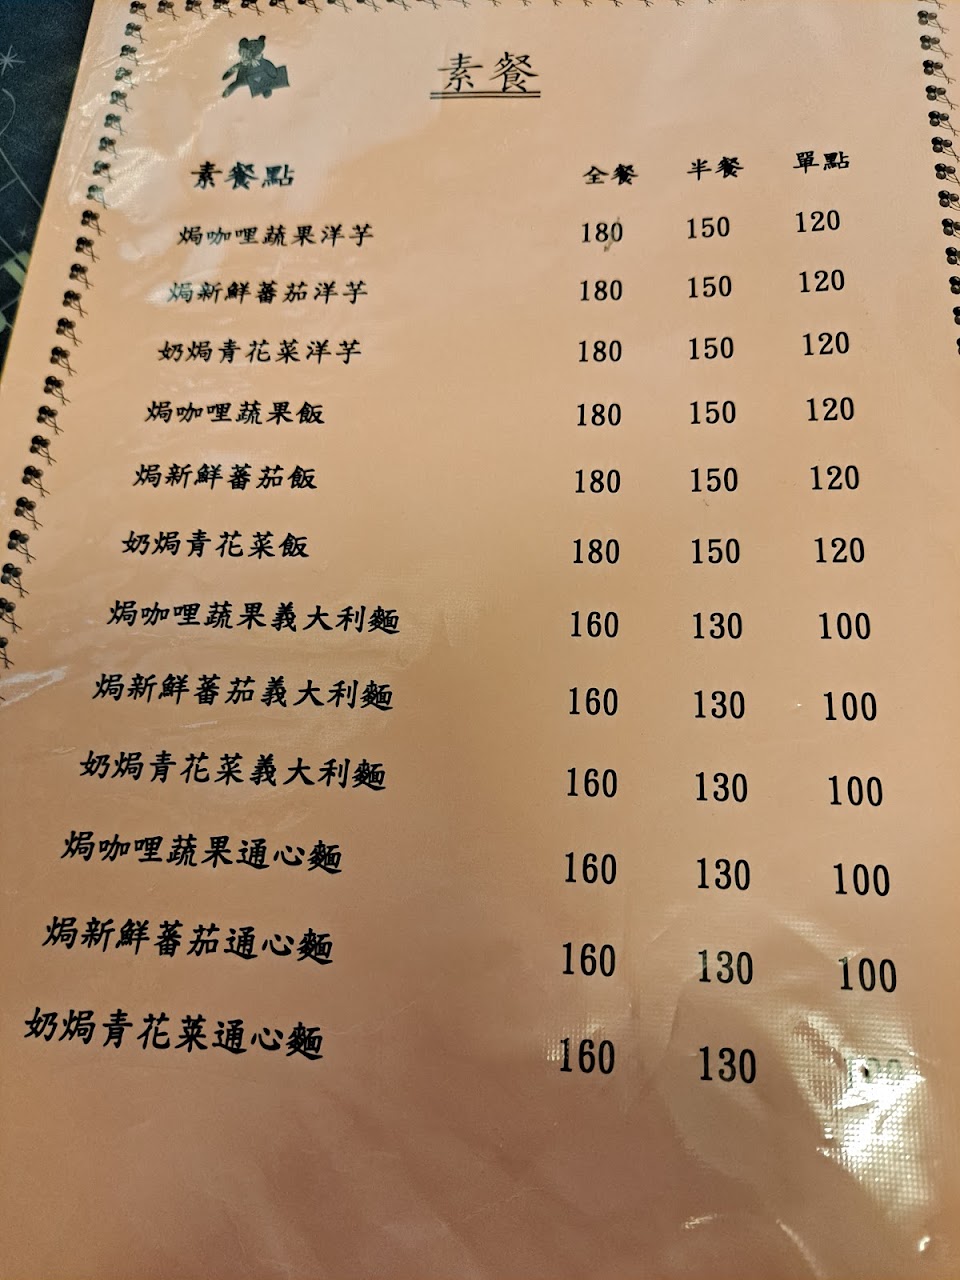 素餐
素餐點 全餐 半餐 單點
焗咖哩蔬果洋芋 180 150 120
焗新鮮蕃茄洋芋 180 150 120
奶焗青花菜洋芋 180 150 120
焗咖哩蔬果飯 180 150 120
焗新鮮蕃茄飯 180 150 120
奶焗青花菜飯 180 150 120
焗咖哩蔬果義大利麵 160 130 100
焗新鮮蕃茄義大利麵 160 130 100
奶焗青花菜義大利麵 160 130 100
焗咖哩蔬果通心麵 160 130 100
焗新鮮蕃茄通心麵 160 130 100
奶焗青花菜通心麵 160 130